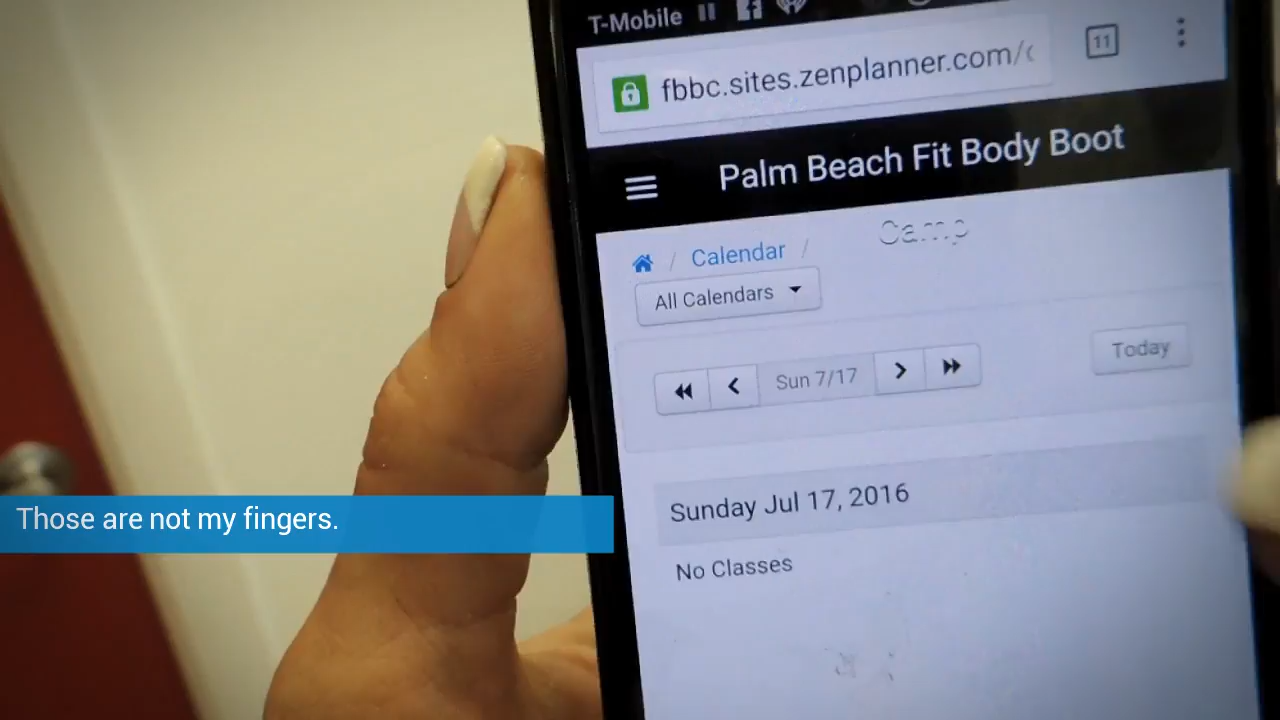 T-Mobile
11
fbbc.sites.zenplanner.com/c
Palm Beach Fit Body Boot
Camp
/ Calendar /
All Calendars
Sun 7/17
Today
Sunday Jul 17, 2016
No Classes
Those are not my fingers.